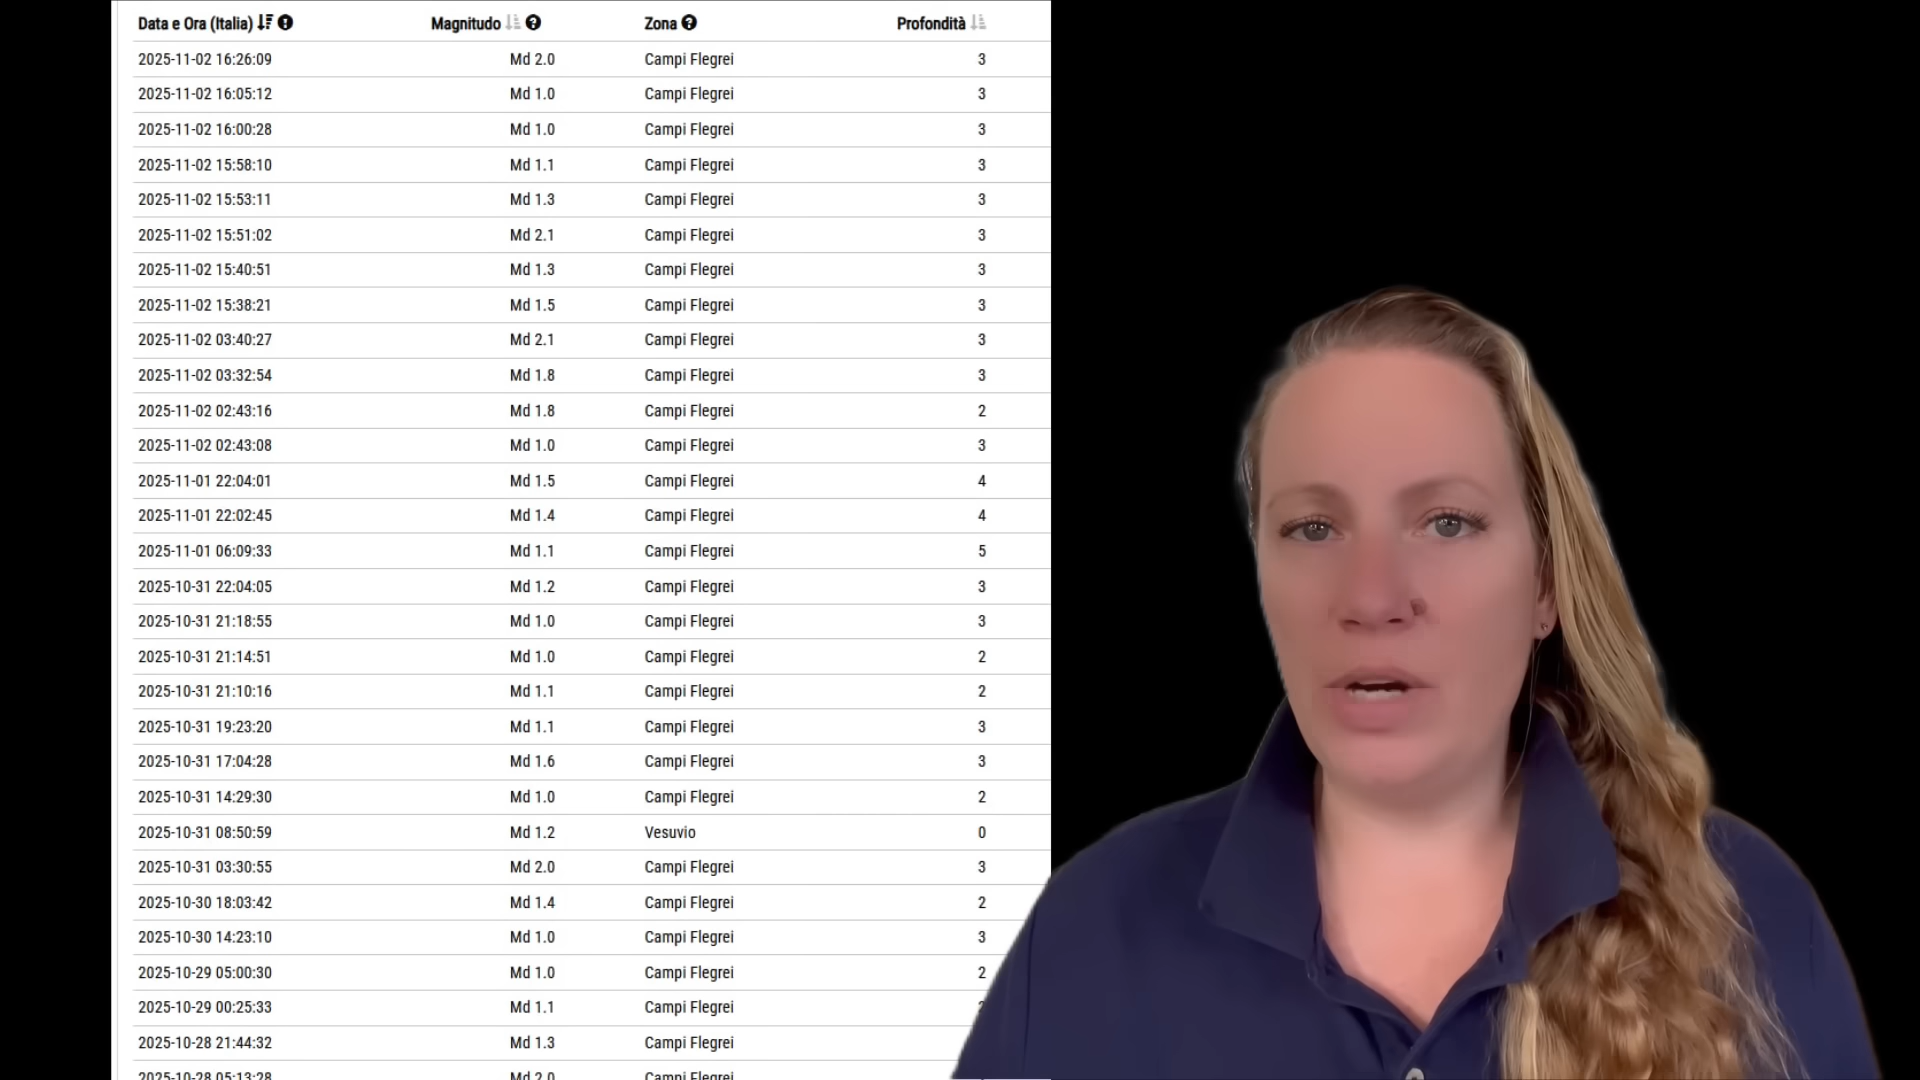 Data e Ora (Italia) Magnitudo Zona Profondità
2025-11-02 16:26:09 Md 2.0 Campi Flegrei 3
2025-11-02 16:05:12 Md 1.0 Campi Flegrei 3
2025-11-02 16:00:28 Md 1.0 Campi Flegrei 3
2025-11-02 15:58:10 Md 1.1 Campi Flegrei 3
2025-11-02 15:53:11 Md 1.3 Campi Flegrei 3
2025-11-02 15:51:02 Md 2.1 Campi Flegrei 3
2025-11-02 15:40:51 Md 1.3 Campi Flegrei 3
2025-11-02 15:38:21 Md 1.5 Campi Flegrei 3
2025-11-02 03:40:27 Md 2.1 Campi Flegrei 3
2025-11-02 03:32:54 Md 1.8 Campi Flegrei 3
2025-11-02 02:43:16 Md 1.8 Campi Flegrei 2
2025-11-02 02:43:08 Md 1.0 Campi Flegrei 3
2025-11-01 22:04:01 Md 1.5 Campi Flegrei 4
2025-11-01 22:02:45 Md 1.4 Campi Flegrei 4
2025-11-01 06:09:33 Md 1.1 Campi Flegrei 5
2025-10-31 22:04:05 Md 1.2 Campi Flegrei 3
2025-10-31 21:18:55 Md 1.0 Campi Flegrei 3
2025-10-31 21:14:51 Md 1.0 Campi Flegrei 2
2025-10-31 21:10:16 Md 1.1 Campi Flegrei 2
2025-10-31 19:23:20 Md 1.1 Campi Flegrei 3
2025-10-31 17:04:28 Md 1.6 Campi Flegrei 3
2025-10-31 14:29:30 Md 1.0 Campi Flegrei 2
2025-10-31 08:50:59 Md 1.2 Vesuvio 0
2025-10-31 03:30:55 Md 2.0 Campi Flegrei 3
2025-10-30 18:03:42 Md 1.4 Campi Flegrei 2
2025-10-30 14:23:10 Md 1.0 Campi Flegrei 3
2025-10-29 05:00:30 Md 1.0 Campi Flegrei 2
2025-10-29 00:25:33 Md 1.1 Campi Flegrei
2025-10-28 21:44:32 Md 1.3 Campi Flegrei
2025-10-28 05:13:28 Md 2.0 Campi Flegrei